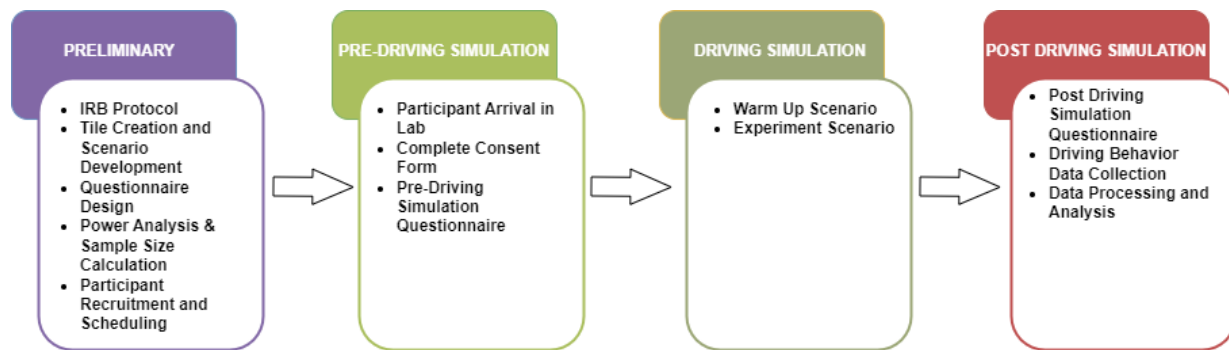 PRELIMINARY
• IRB Protocol
• Tile Creation and
Scenario
Development
• Questionnaire
Design
• Power Analysis &
Sample Size
Calculation
• Participant
Recruitment and
Scheduling
PRE-DRIVING SIMULATION
• Participant Arrival in
Lab
• Complete Consent
Form
• Pre-Driving
Simulation
Questionnaire
DRIVING SIMULATION
• Warm Up Scenario
• Experiment Scenario
POST DRIVING SIMULATION
• Post Driving
Simulation
Questionnaire
• Driving Behavior
Data Collection
• Data Processing and
Analysis